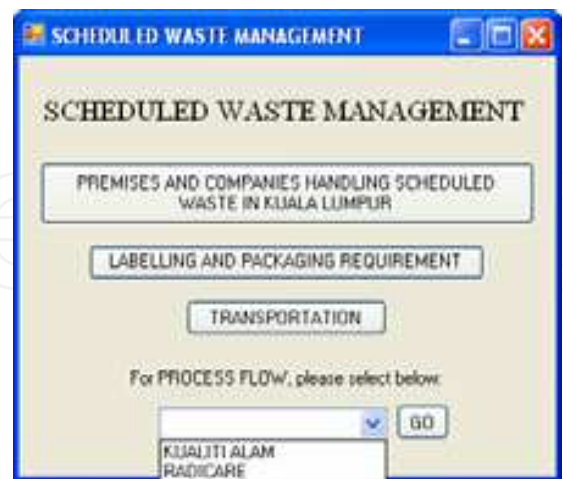 SCHEDULED WASTE MANAGEMENT
SCHEDULED WASTE MANAGEMENT
PREMISES AND COMPANIES HANDLING SCHEDULED
WASTE IN KUALA LUMPUR
LABELLING AND PACKAGING REQUIREMENT
TRANSPORTATION
For PROCESS FLOW, please select below:
GO
KUALITI ALAM
RADICARE